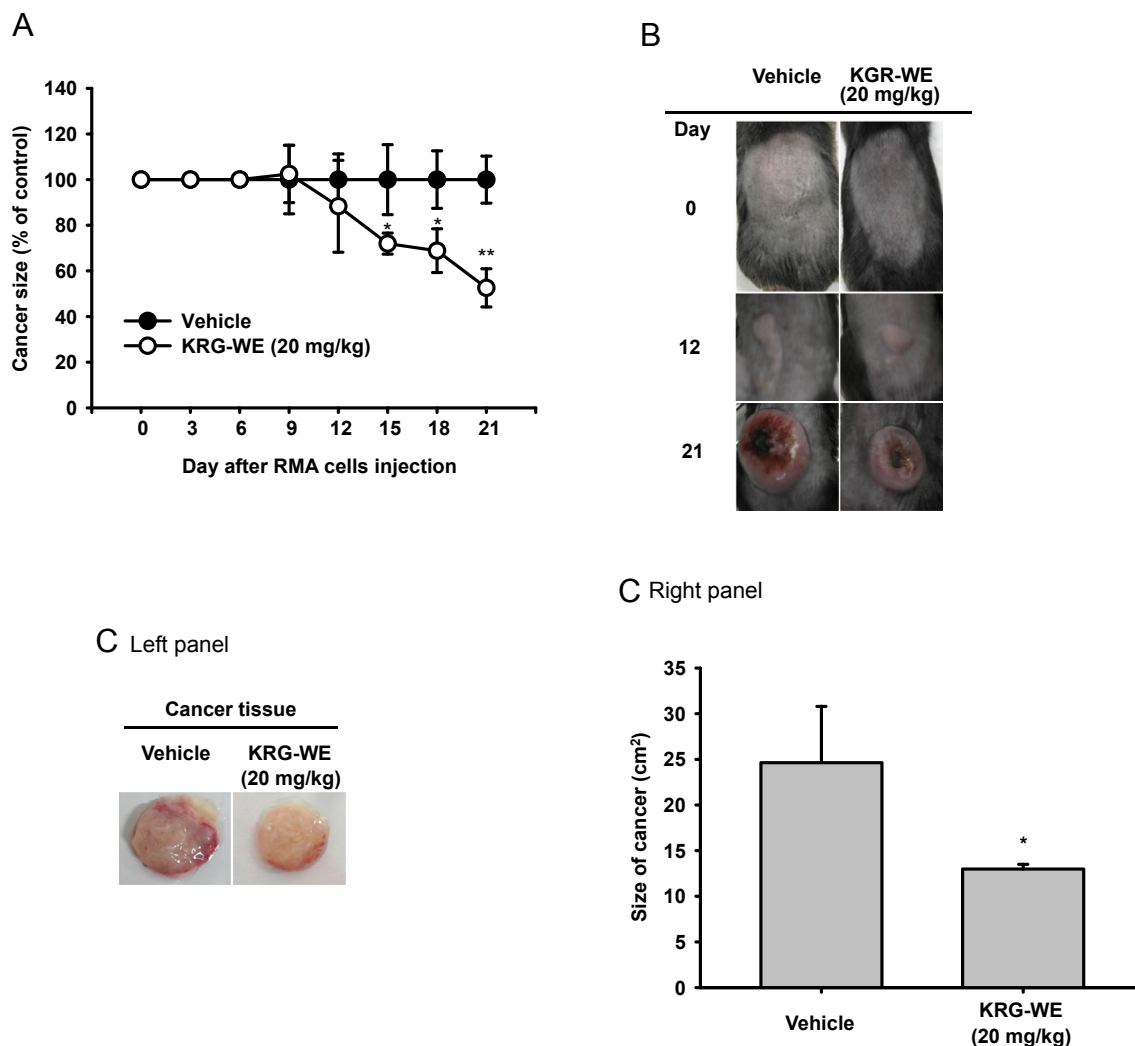 A
140
120
100
80
60
40
20
0
Cancer size (% of control)
* * **
Vehicle
KRG-WE (20 mg/kg)
0 3 6 9 12 15 18 21
Day after RMA cells injection
B
Vehicle KGR-WE
(20 mg/kg)
Day
0
12
21
C Left panel
Cancer tissue
Vehicle KRG-WE
(20 mg/kg)
C Right panel
35
30
25
20
15
10
5
0
Size of cancer (cm²)
*
Vehicle KRG-WE
(20 mg/kg)